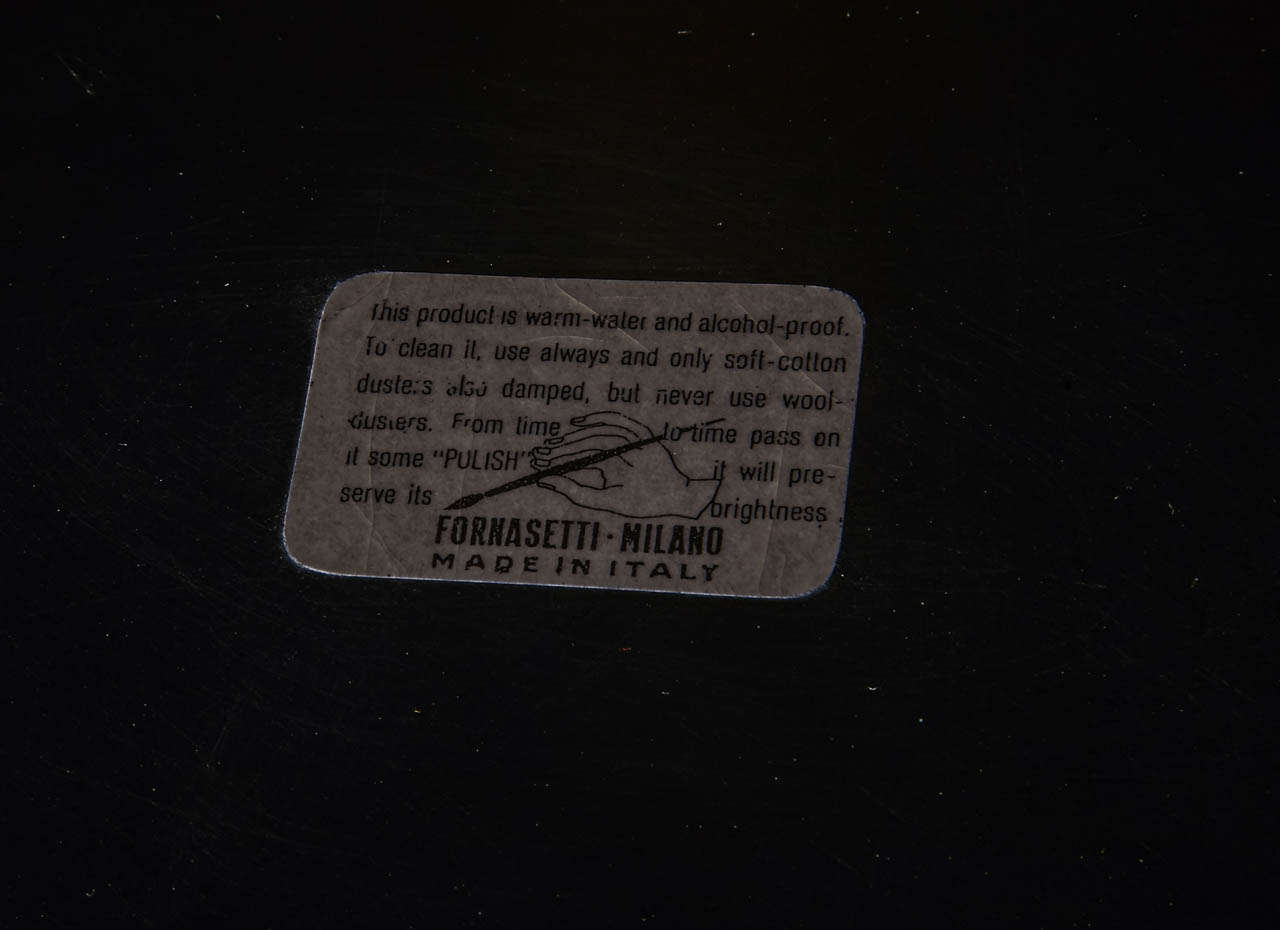 This product is warm-water and alcohol-proof.
To clean it, use always and only soft-cotton
dusters also damped, but never use wool-
dusters. From time to time pass on
it some "PULISH" it will pre-
serve its brightness.
FORNASETTI · MILANO
MADE IN ITALY